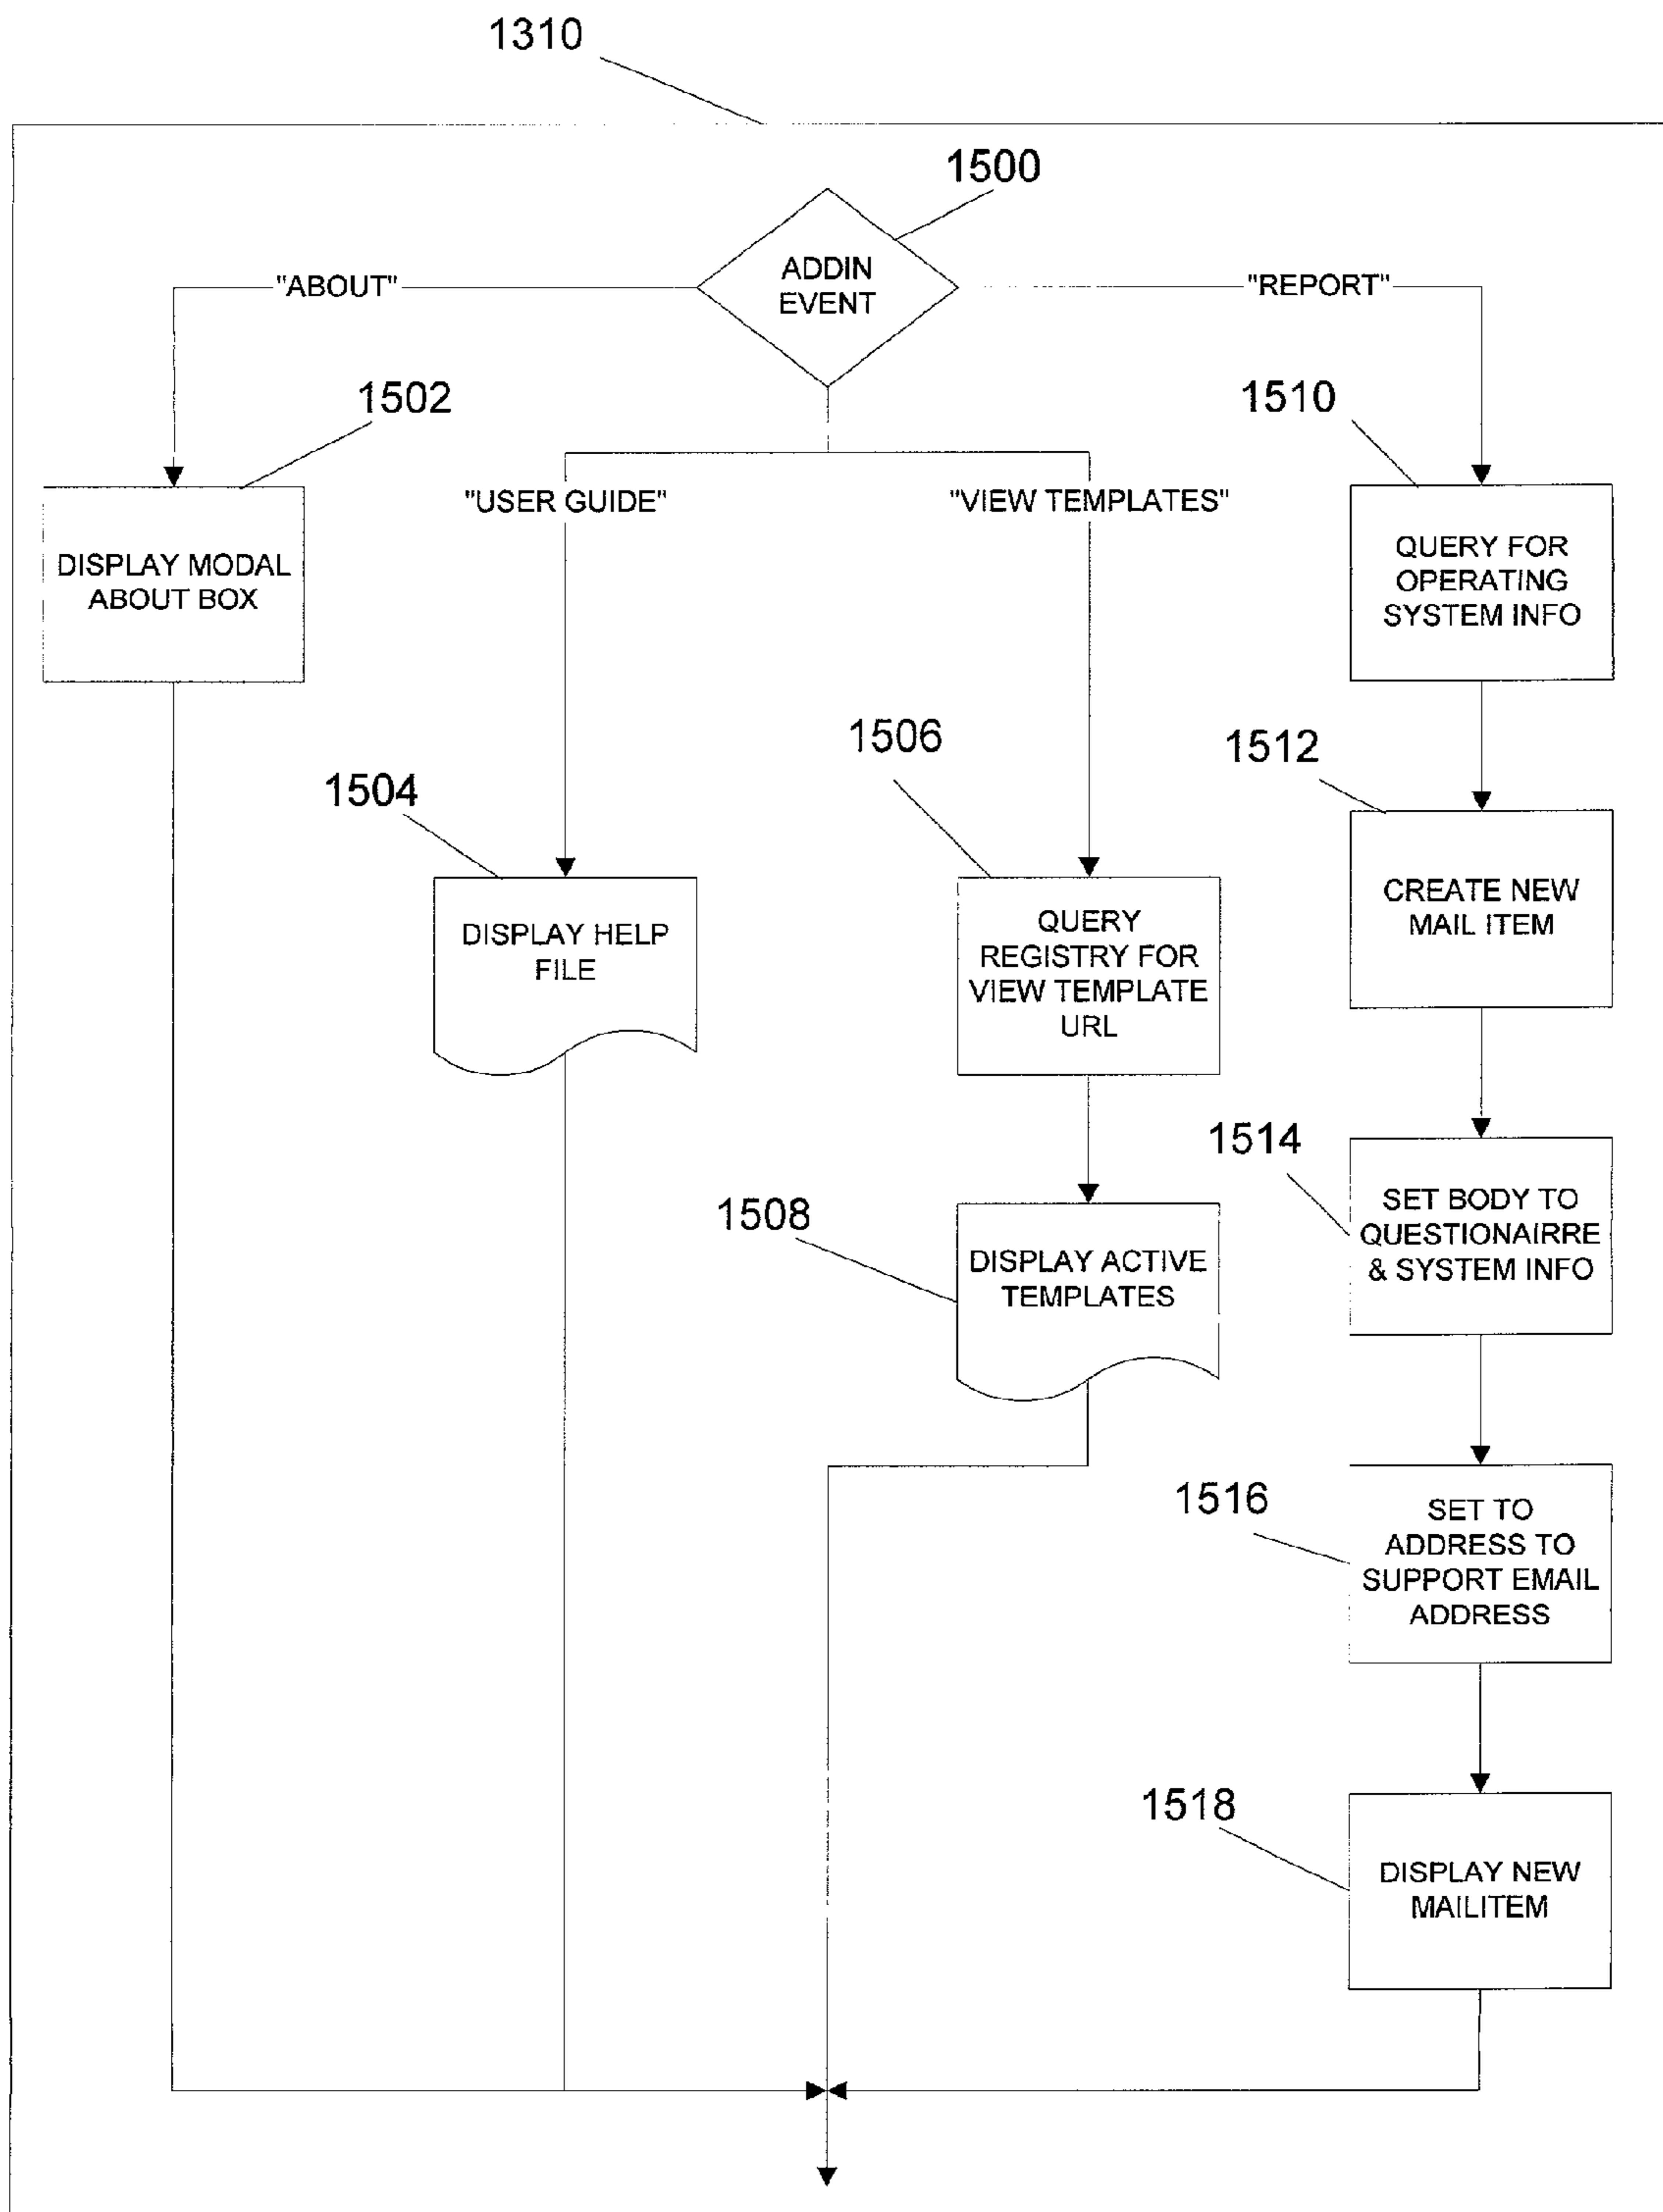 1310
1500
ADDIN
EVENT
"ABOUT"
"REPORT"
1502
1510
"USER GUIDE"
"VIEW TEMPLATES"
DISPLAY MODAL
ABOUT BOX
QUERY FOR
OPERATING
SYSTEM INFO
1504
1506
1512
DISPLAY HELP
FILE
QUERY
REGISTRY FOR
VIEW TEMPLATE
URL
CREATE NEW
MAIL ITEM
1508
1514
DISPLAY ACTIVE
TEMPLATES
SET BODY TO
QUESTIONAIRRE
& SYSTEM INFO
1516
SET TO
ADDRESS TO
SUPPORT EMAIL
ADDRESS
1518
DISPLAY NEW
MAILITEM